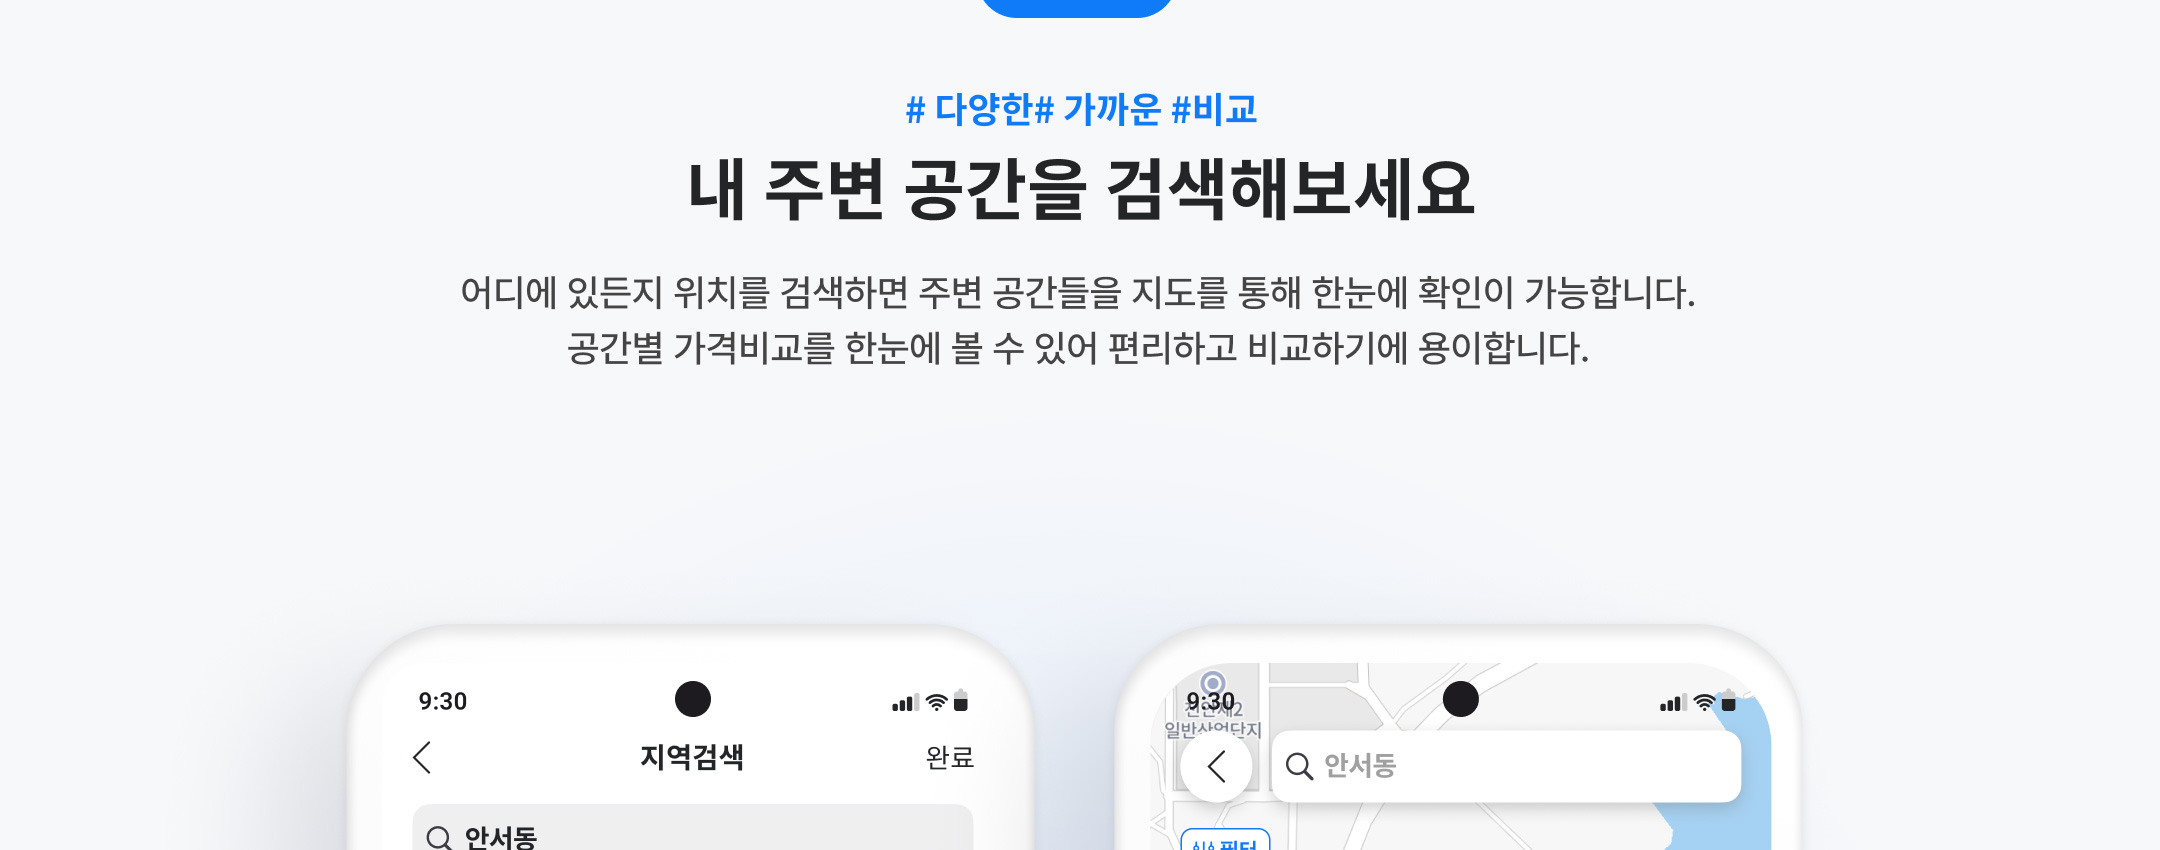 # 다양한# 가까운 #비교
내 주변 공간을 검색해보세요
어디에 있든지 위치를 검색하면 주변 공간들을 지도를 통해 한눈에 확인이 가능합니다.
공간별 가격비교를 한눈에 볼 수 있어 편리하고 비교하기에 용이합니다.
9:30
지역검색
완료
안서동
9:30
천안제2
일반산업단지
안서동
필터